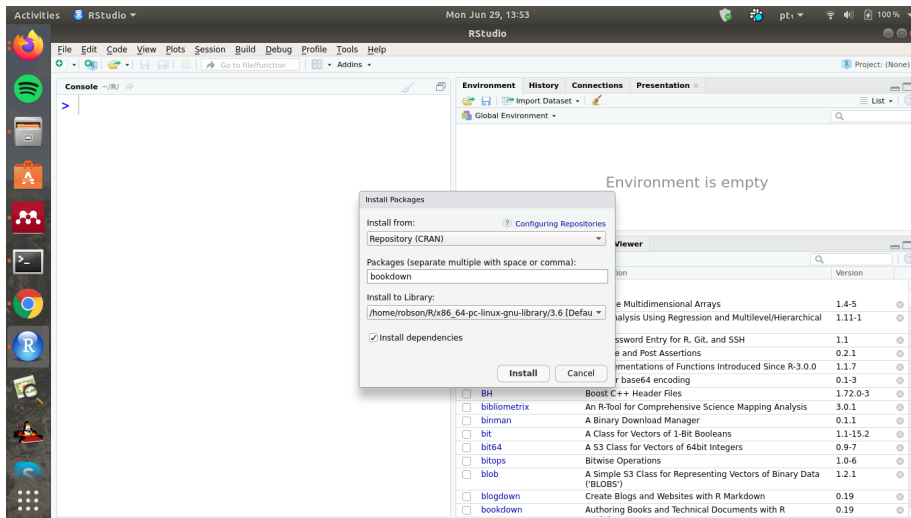 Activities RStudio Mon Jun 29, 13:53 pt₁ 100 %
RStudio
File Edit Code View Plots Session Build Debug Profile Tools Help
Go to file/function Addins Project: (None)
Console ~/R/
>
Environment History Connections Presentation
Import Dataset List
Global Environment
Environment is empty
Install Packages
Install from: ? Configuring Repositories
Repository (CRAN)
Packages (separate multiple with space or comma):
bookdown
Install to Library:
/home/robson/R/x86_64-pc-linux-gnu-library/3.6 [Defau
Install dependencies
Install Cancel
Viewer
ion Version
e Multidimensional Arrays 1.4-5
nalysis Using Regression and Multilevel/Hierarchical 1.11-1
ssword Entry for R, Git, and SSH 1.1
e and Post Assertions 0.2.1
ementations of Functions Introduced Since R-3.0.0 1.1.7
r base64 encoding 0.1-3
BH Boost C++ Header Files 1.72.0-3
bibliometrix An R-Tool for Comprehensive Science Mapping Analysis 3.0.1
binman A Binary Download Manager 0.1.1
bit A Class for Vectors of 1-Bit Booleans 1.1-15.2
bit64 A S3 Class for Vectors of 64bit Integers 0.9-7
bitops Bitwise Operations 1.0-6
blob A Simple S3 Class for Representing Vectors of Binary Data 1.2.1
('BLOBS')
blogdown Create Blogs and Websites with R Markdown 0.19
bookdown Authoring Books and Technical Documents with R 0.19